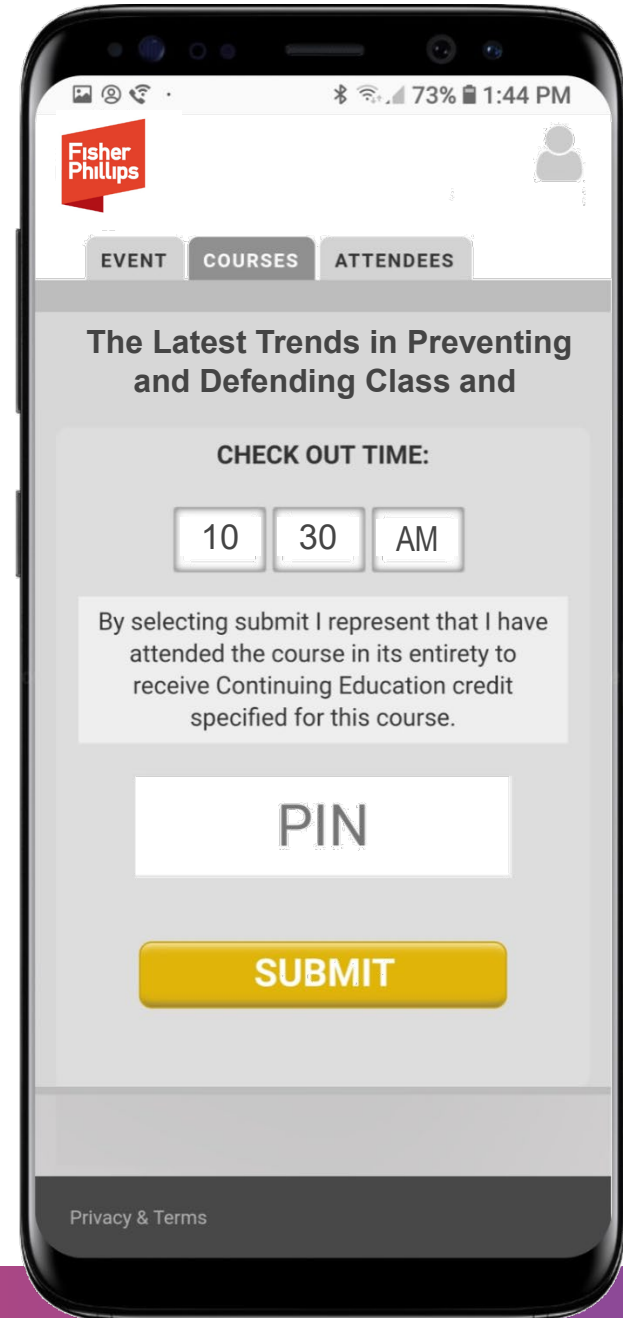 73% 1:44 PM
Fisher
Phillips
EVENT COURSES ATTENDEES
The Latest Trends in Preventing
and Defending Class and
CHECK OUT TIME:
10 30 AM
By selecting submit I represent that I have
attended the course in its entirety to
receive Continuing Education credit
specified for this course.
PIN
SUBMIT
Privacy & Terms